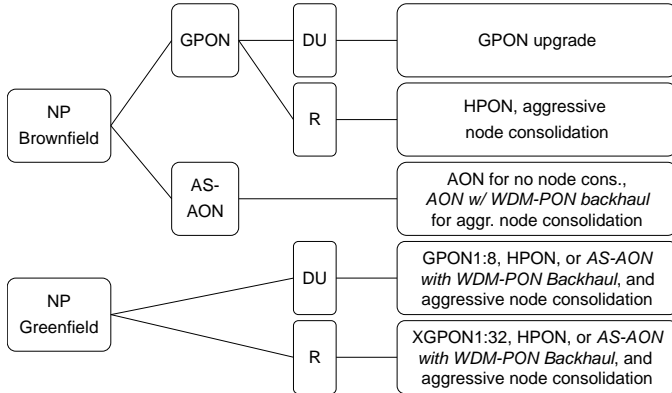 GPON
DU
GPON upgrade
NP
Brownfield
R
HPON, aggressive
node consolidation
AS-
AON
AON for no node cons.,
AON w/ WDM-PON backhaul
for aggr. node consolidation
NP
Greenfield
DU
GPON1:8, HPON, or AS-AON
with WDM-PON Backhaul, and
aggressive node consolidation
R
XGPON1:32, HPON, or AS-AON
with WDM-PON Backhaul, and
aggressive node consolidation